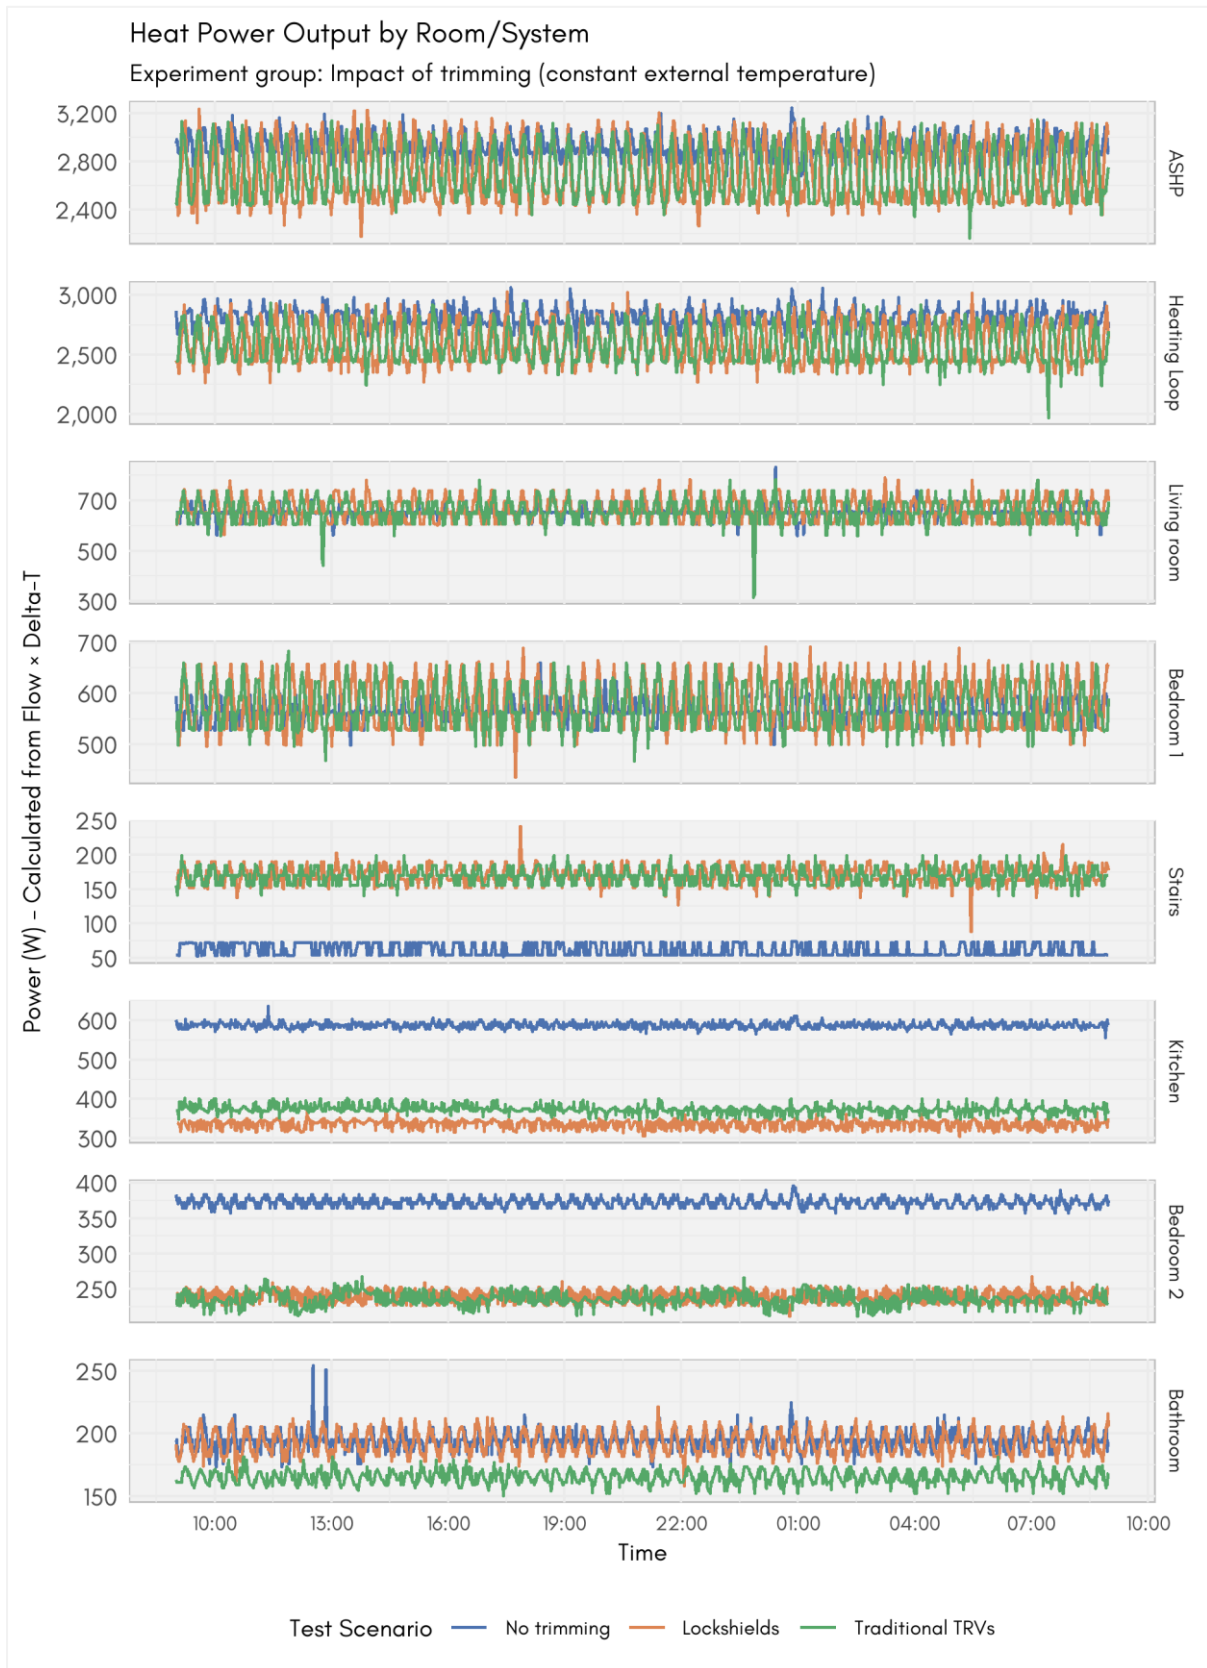 Heat Power Output by Room/System
Experiment group: Impact of trimming (constant external temperature)
Power (W) – Calculated from Flow × Delta–T
3,200
2,800
2,400
ASHP
3,000
2,500
2,000
Heating Loop
700
500
300
Living room
700
600
500
Bedroom 1
250
200
150
100
50
Stairs
600
500
400
300
Kitchen
400
350
300
250
Bedroom 2
250
200
150
Bathroom
10:00 13:00 16:00 19:00 22:00 01:00 04:00 07:00 10:00
Time
Test Scenario No trimming Lockshields Traditional TRVs